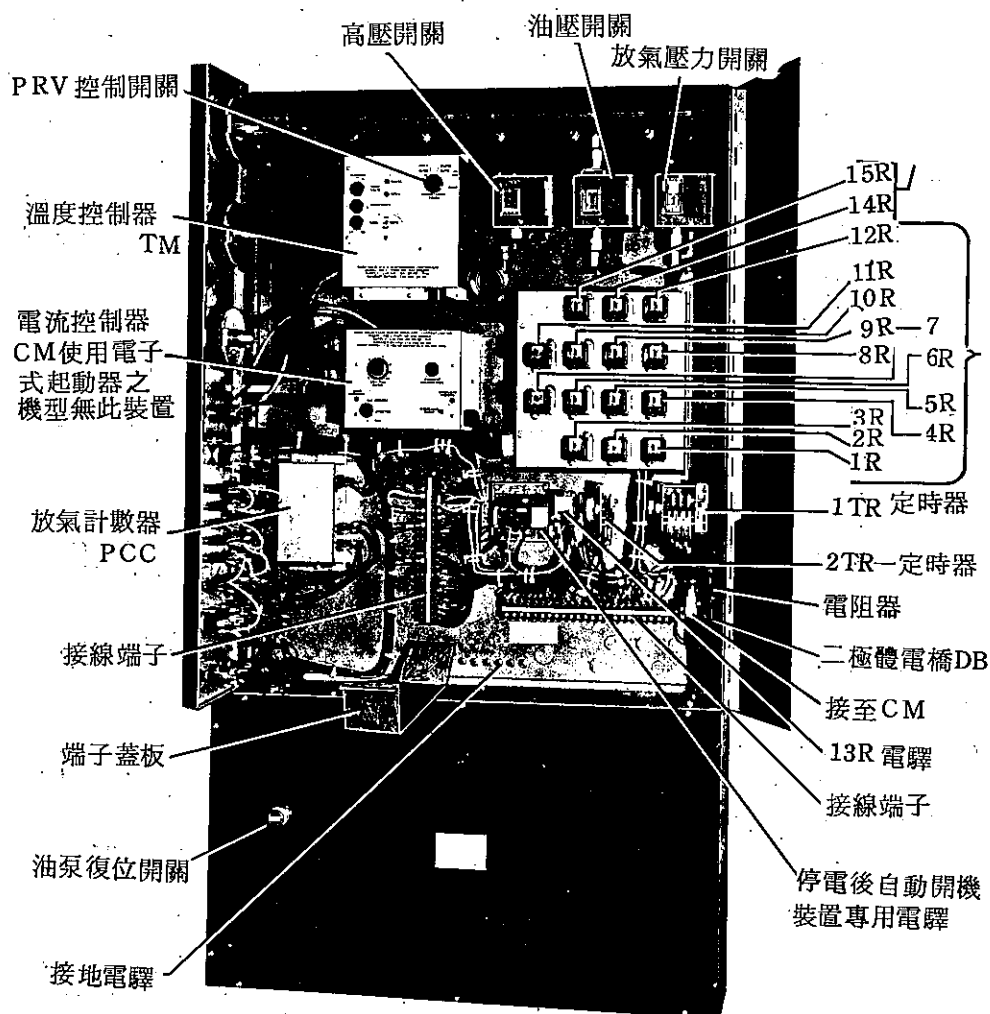 高壓開關
油壓開關
放氣壓力開關
PRV 控制開關
溫度控制器
TM
電流控制器
CM使用電子
式起動器之
機型無此裝置
放氣計數器
PCC
接線端子
端子蓋板
油泵復位開關
接地電驛
15R
14R
12R
11R
10R
9R
7
8R
6R
5R
3R
4R
2R
1R
1TR 定時器
2TR一定時器
電阻器
二極體電橋DB
接至CM
13R 電驛
接線端子
停電後自動開機
裝置專用電驛